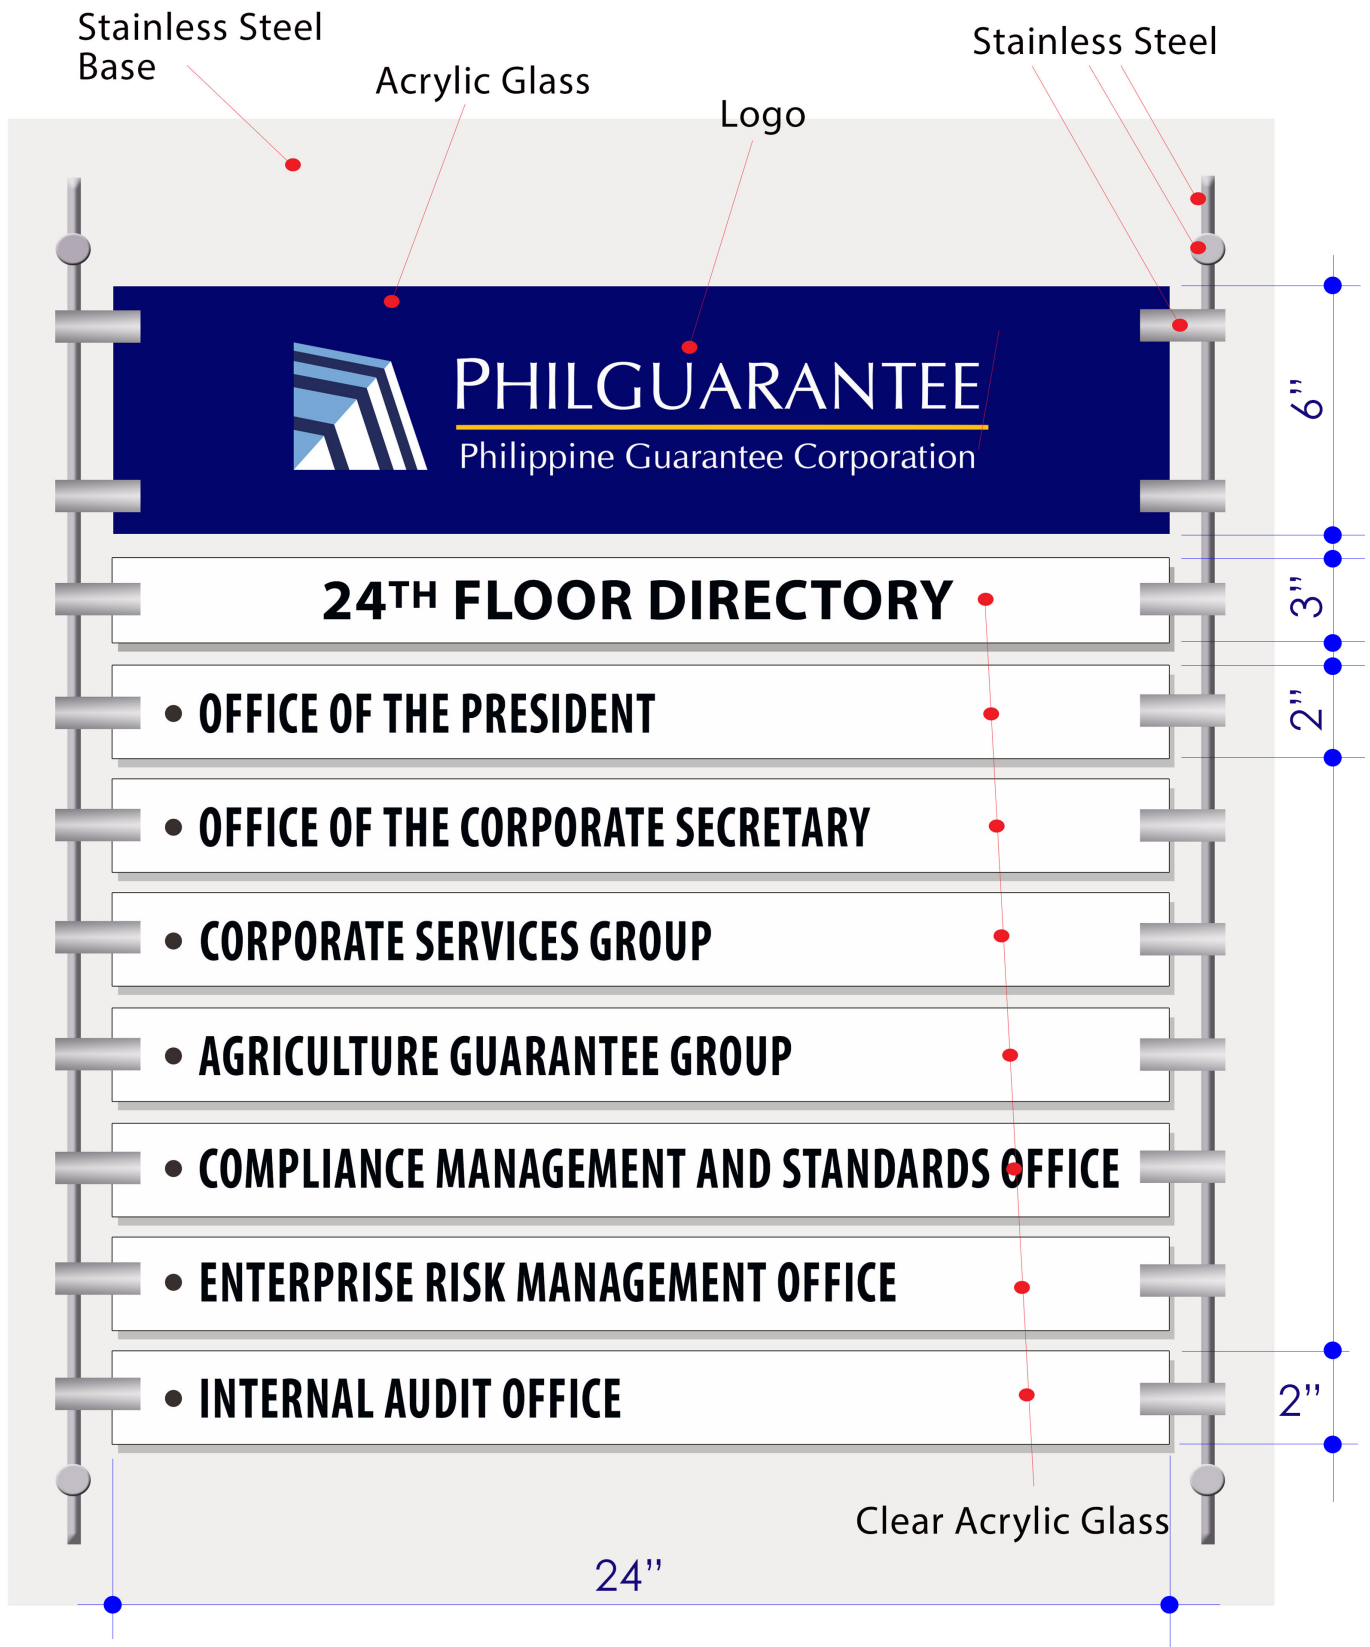 Stainless Steel
Base
Acrylic Glass
Logo
Stainless Steel
PHILGUARANTEE
Philippine Guarantee Corporation
6”
24TH FLOOR DIRECTORY
3”
• OFFICE OF THE PRESIDENT
2”
• OFFICE OF THE CORPORATE SECRETARY
• CORPORATE SERVICES GROUP
• AGRICULTURE GUARANTEE GROUP
• COMPLIANCE MANAGEMENT AND STANDARDS OFFICE
• ENTERPRISE RISK MANAGEMENT OFFICE
• INTERNAL AUDIT OFFICE
2”
Clear Acrylic Glass
24”